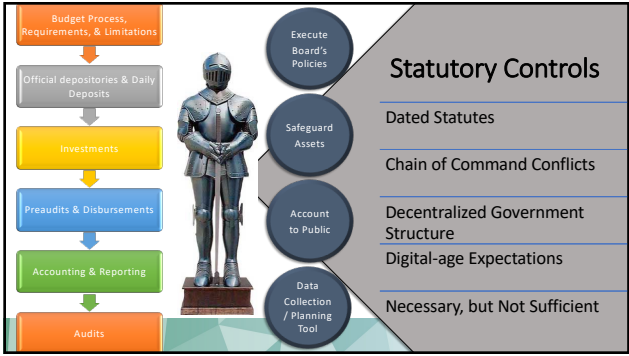 Budget Process,
Requirements, & Limitations
Official depositories & Daily
Deposits
Investments
Preaudits & Disbursements
Accounting & Reporting
Audits
Execute
Board's
Policies
Safeguard
Assets
Account
to Public
Data
Collection
/ Planning
Tool
Statutory Controls
Dated Statutes
Chain of Command Conflicts
Decentralized Government
Structure
Digital-age Expectations
Necessary, but Not Sufficient